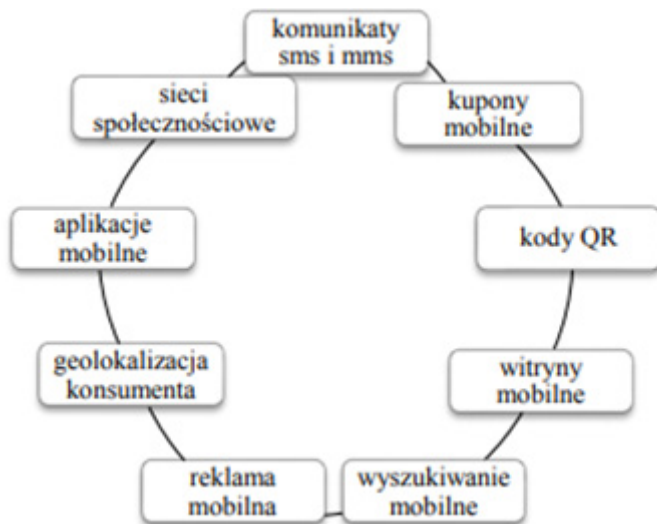 komunikaty
sms i mms
kupony
mobilne
kody QR
witryny
mobilne
wyszukiwanie
mobilne
reklama
mobilna
geolokalizacja
konsumenta
aplikacje
mobilne
sieci
społecznościowe